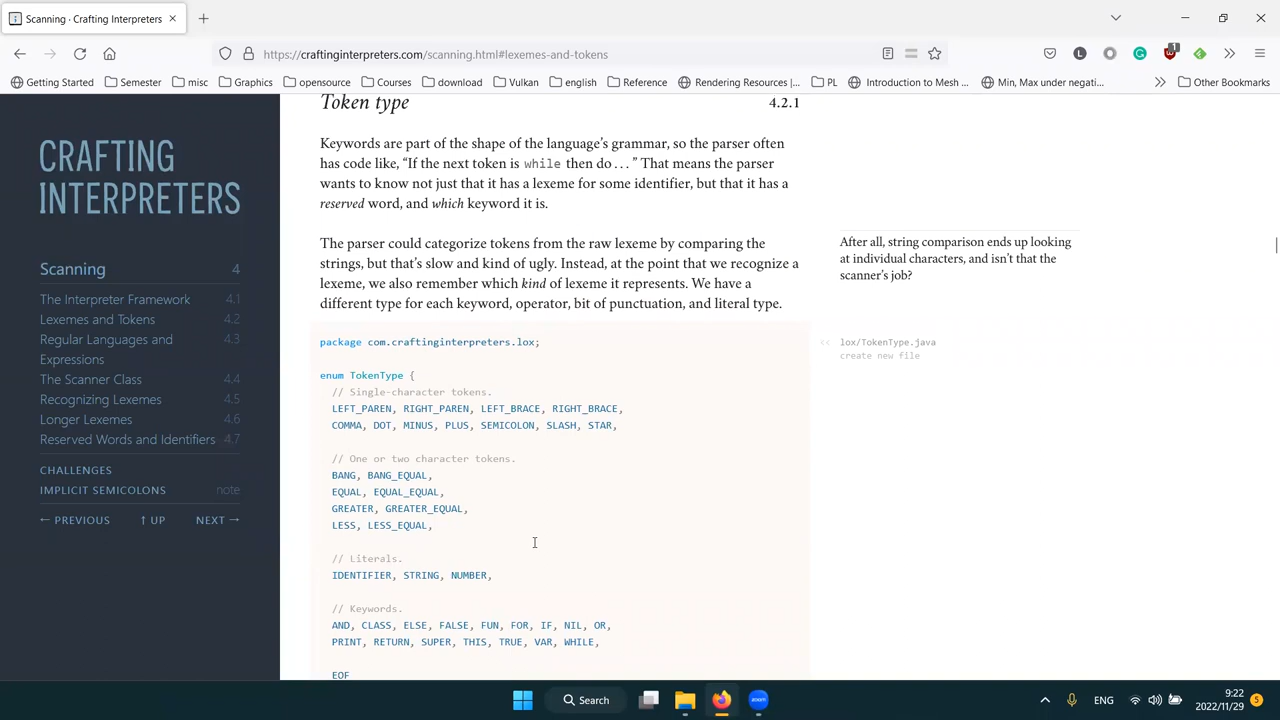 Scanning · Crafting Interpreters
https://craftinginterpreters.com/scanning.html#lexemes-and-tokens
Getting Started
Semester
misc
Graphics
opensource
Courses
download
Vulkan
english
Reference
Rendering Resources |...
PL
Introduction to Mesh ...
Min, Max under negati...
Other Bookmarks
CRAFTING
INTERPRETERS
Scanning 4
The Interpreter Framework 4.1
Lexemes and Tokens 4.2
Regular Languages and 4.3
Expressions
The Scanner Class 4.4
Recognizing Lexemes 4.5
Longer Lexemes 4.6
Reserved Words and Identifiers 4.7
CHALLENGES
IMPLICIT SEMICOLONS note
← PREVIOUS ↑ UP NEXT →
Token type 4.2.1
Keywords are part of the shape of the language’s grammar, so the parser often
has code like, “If the next token is while then do . . . ” That means the parser
wants to know not just that it has a lexeme for some identifier, but that it has a
reserved word, and which keyword it is.
The parser could categorize tokens from the raw lexeme by comparing the
strings, but that’s slow and kind of ugly. Instead, at the point that we recognize a
lexeme, we also remember which kind of lexeme it represents. We have a
different type for each keyword, operator, bit of punctuation, and literal type.
After all, string comparison ends up looking
at individual characters, and isn’t that the
scanner’s job?
package com.craftinginterpreters.lox;
<< lox/TokenType.java
create new file
enum TokenType {
// Single-character tokens.
LEFT_PAREN, RIGHT_PAREN, LEFT_BRACE, RIGHT_BRACE,
COMMA, DOT, MINUS, PLUS, SEMICOLON, SLASH, STAR,
// One or two character tokens.
BANG, BANG_EQUAL,
EQUAL, EQUAL_EQUAL,
GREATER, GREATER_EQUAL,
LESS, LESS_EQUAL,
// Literals.
IDENTIFIER, STRING, NUMBER,
// Keywords.
AND, CLASS, ELSE, FALSE, FUN, FOR, IF, NIL, OR,
PRINT, RETURN, SUPER, THIS, TRUE, VAR, WHILE,
EOF
Search
zoom
ENG
9:22
2022/11/29
5
L
1